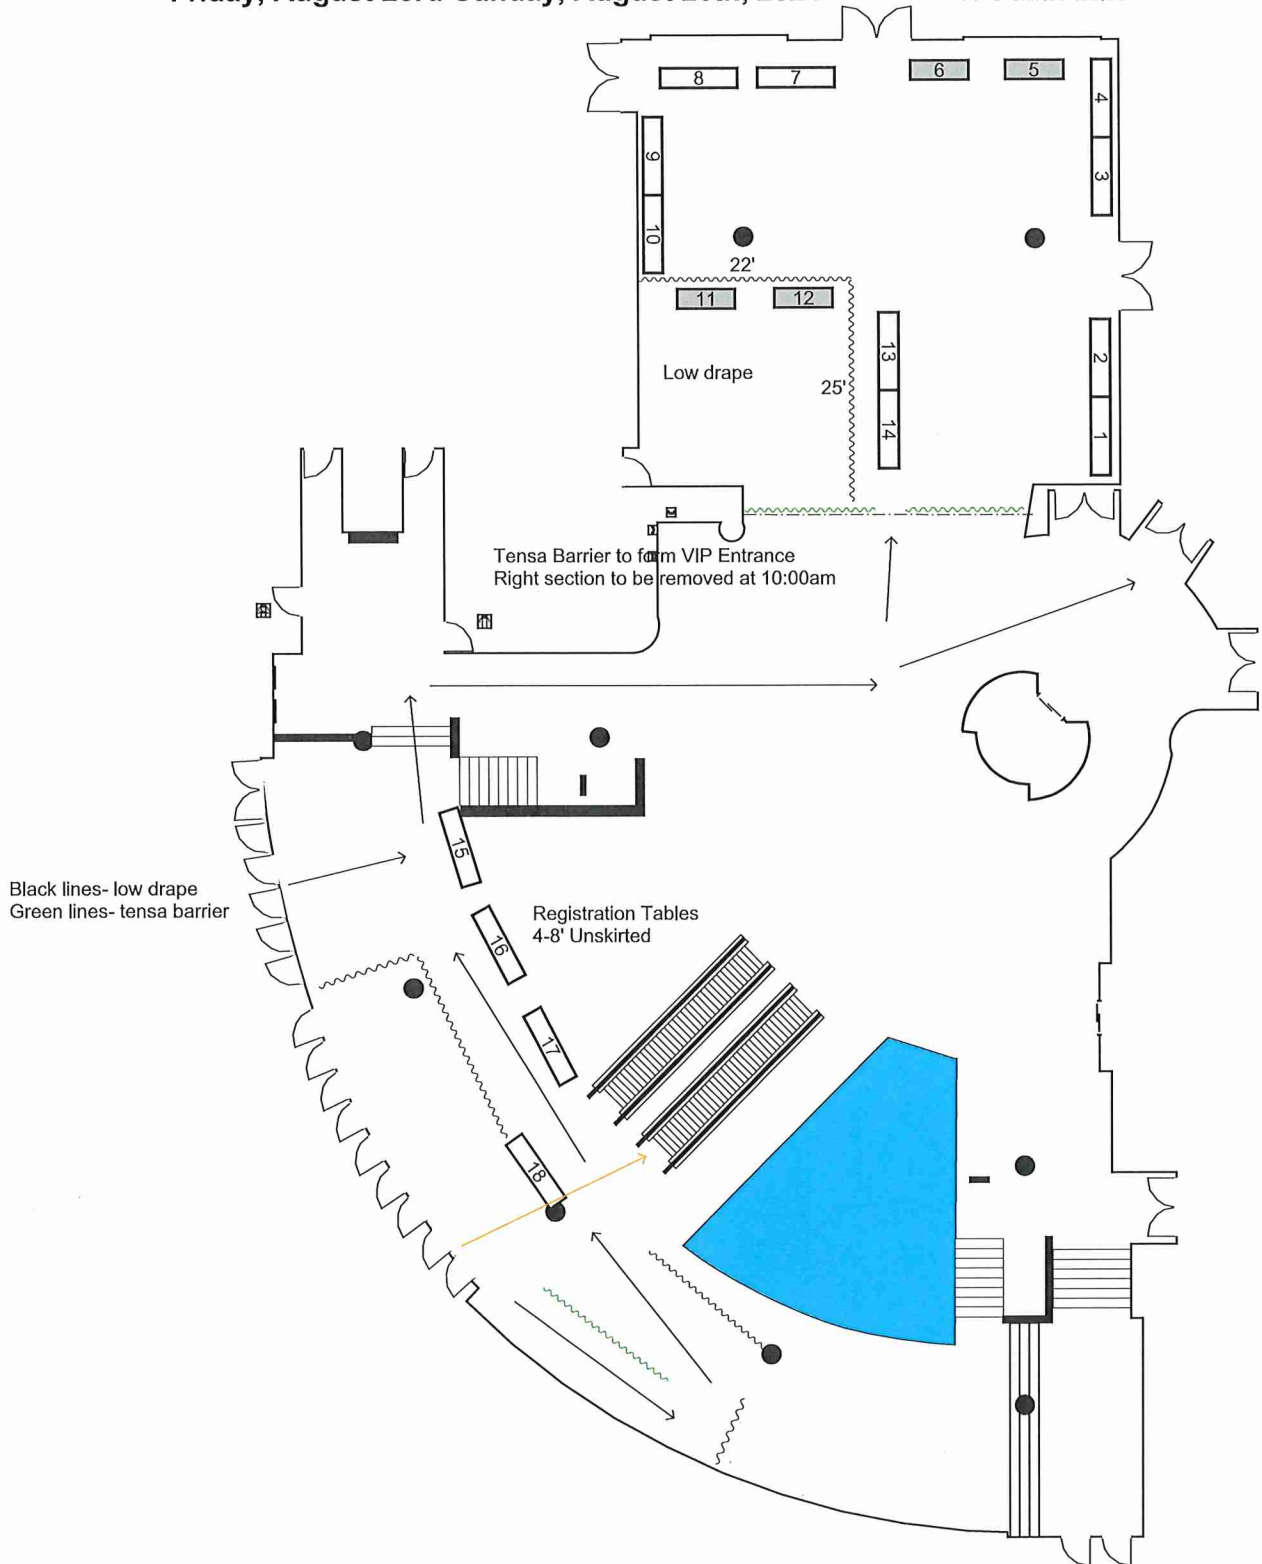 Friday, August
8
7
6
5
4
3
9
10
22'
11
12
13
2
Low drape
25'
14
1
Tensa Barrier to form VIP Entrance
Right section to be removed at 10:00am
15
Black lines- low drape
Green lines- tensa barrier
Registration Tables
4-8' Unskirted
16
17
18